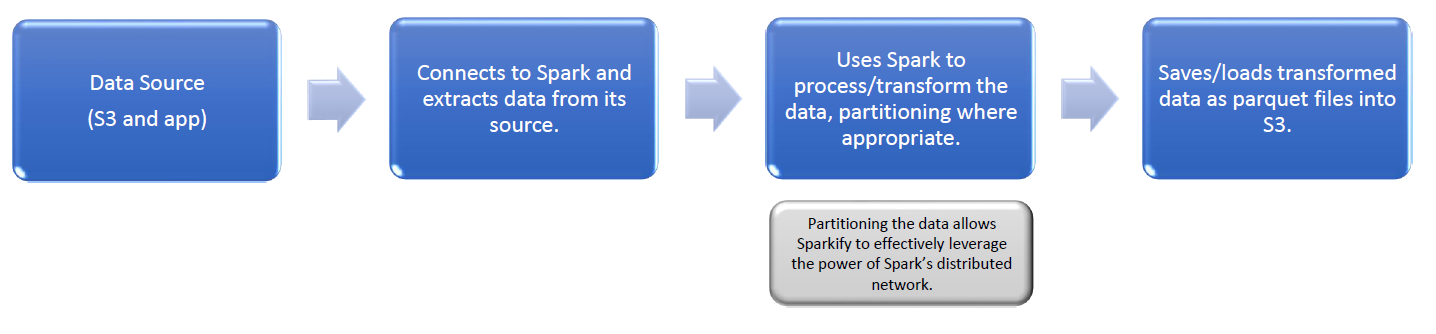 Data Source
(S3 and app)
Connects to Spark and
extracts data from its
source.
Uses Spark to
process/transform the
data, partitioning where
appropriate.
Saves/loads transformed
data as parquet files into
S3.
Partitioning the data allows
Sparkify to effectively leverage
the power of Spark’s distributed
network.